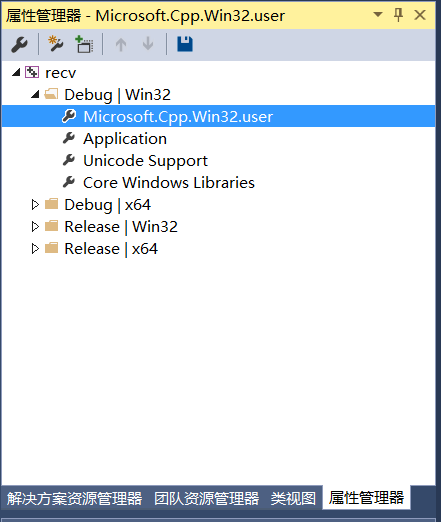 属性管理器 - Microsoft.Cpp.Win32.user
recv
Debug | Win32
Microsoft.Cpp.Win32.user
Application
Unicode Support
Core Windows Libraries
Debug | x64
Release | Win32
Release | x64
解决方案资源管理器 团队资源管理器 类视图 属性管理器